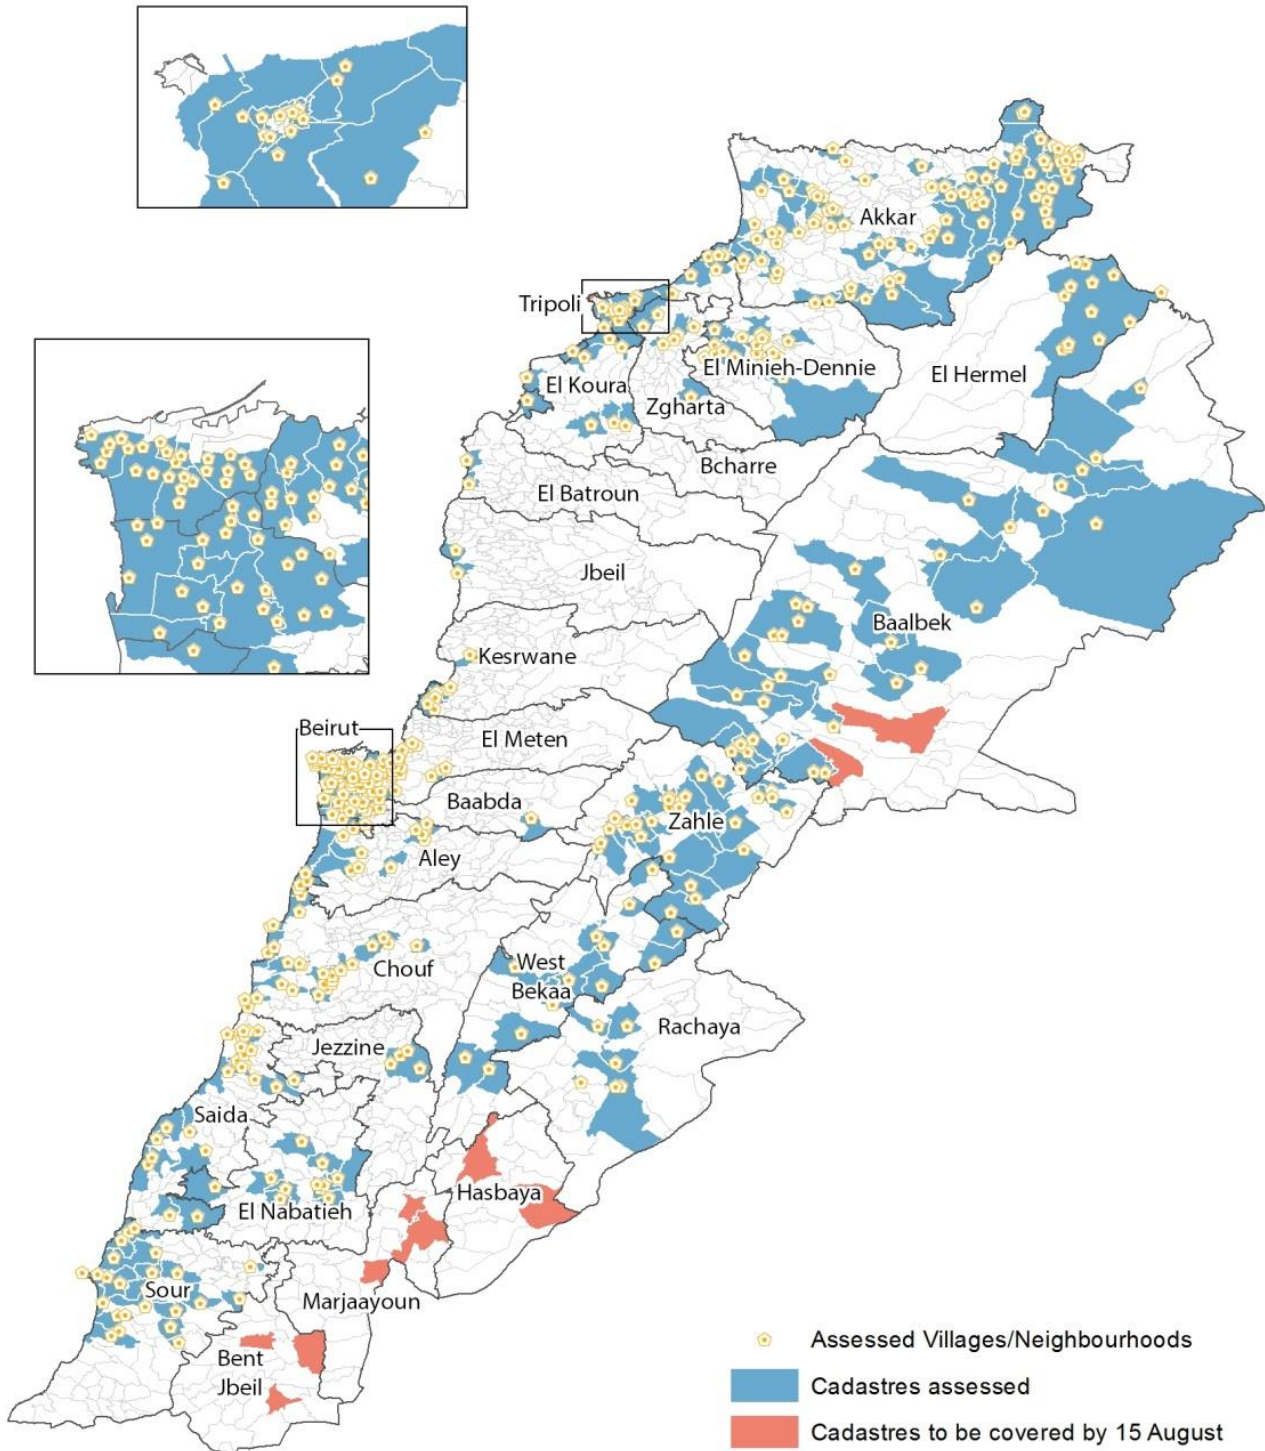 Akkar
Tripoli
El Minieh-Dennie
El Hermel
El Koura
Zgharta
Bcharre
El Batroun
Jbeil
Baalbek
Kesrwane
Beirut
El Meten
Baabda
Zahle
Aley
Chouf
West
Bekaa
Rachaya
Jezzine
Saida
Hasbaya
El Nabatieh
Sour
Marjaayoun
Bent
Jbeil
Assessed Villages/Neighbourhoods
Cadastres assessed
Cadastres to be covered by 15 August